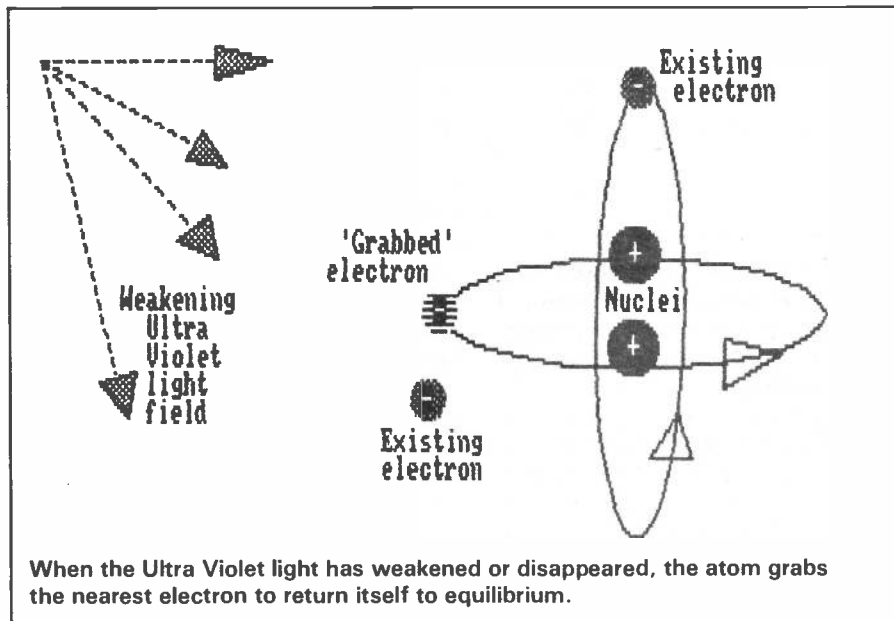 Existing
electron
'Grabbed'
electron
Nuclei
+
+
-
-
Weakening
Ultra
Violet
light
field
Existing
electron
When the Ultra Violet light has weakened or disappeared, the atom grabs
the nearest electron to return itself to equilibrium.